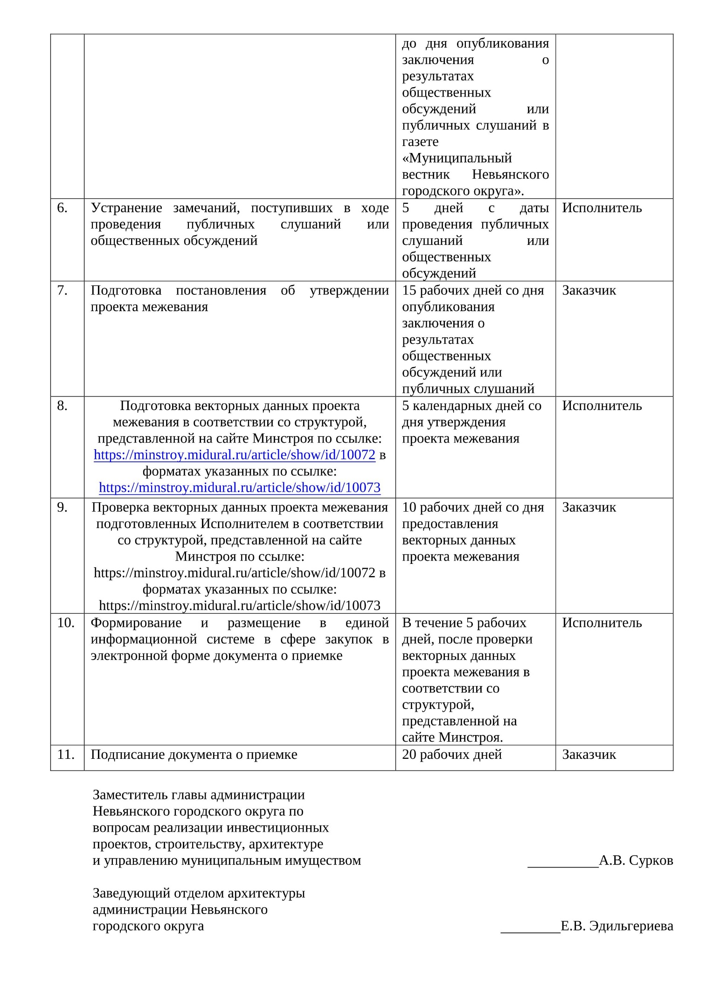 до дня опубликования
заключения о
результатах
общественных
обсуждений или
публичных слушаний в
газете
«Муниципальный
вестник Невьянского
городского округа».
6.
Устранение замечаний, поступивших в ходе
проведения публичных слушаний или
общественных обсуждений
5 дней с даты
проведения публичных
слушаний или
общественных
обсуждений
Исполнитель
7.
Подготовка постановления об утверждении
проекта межевания
15 рабочих дней со дня
опубликования
заключения о
результатах
общественных
обсуждений или
публичных слушаний
Заказчик
8.
Подготовка векторных данных проекта
межевания в соответствии со структурой,
представленной на сайте Минстроя по ссылке:
https://minstroy.midural.ru/article/show/id/10072 в
форматах указанных по ссылке:
https://minstroy.midural.ru/article/show/id/10073
5 календарных дней со
дня утверждения
проекта межевания
Исполнитель
9.
Проверка векторных данных проекта межевания
подготовленных Исполнителем в соответствии
со структурой, представленной на сайте
Минстроя по ссылке:
https://minstroy.midural.ru/article/show/id/10072 в
форматах указанных по ссылке:
https://minstroy.midural.ru/article/show/id/10073
10 рабочих дней со дня
предоставления
векторных данных
проекта межевания
Заказчик
10.
Формирование и размещение в единой
информационной системе в сфере закупок в
электронной форме документа о приемке
В течение 5 рабочих
дней, после проверки
векторных данных
проекта межевания в
соответствии со
структурой,
представленной на
сайте Минстроя.
Исполнитель
11.
Подписание документа о приемке
20 рабочих дней
Заказчик
Заместитель главы администрации
Невьянского городского округа по
вопросам реализации инвестиционных
проектов, строительству, архитектуре
и управлению муниципальным имуществом __________А.В. Сурков
Заведующий отделом архитектуры
администрации Невьянского
городского округа ________Е.В. Эдильгериева